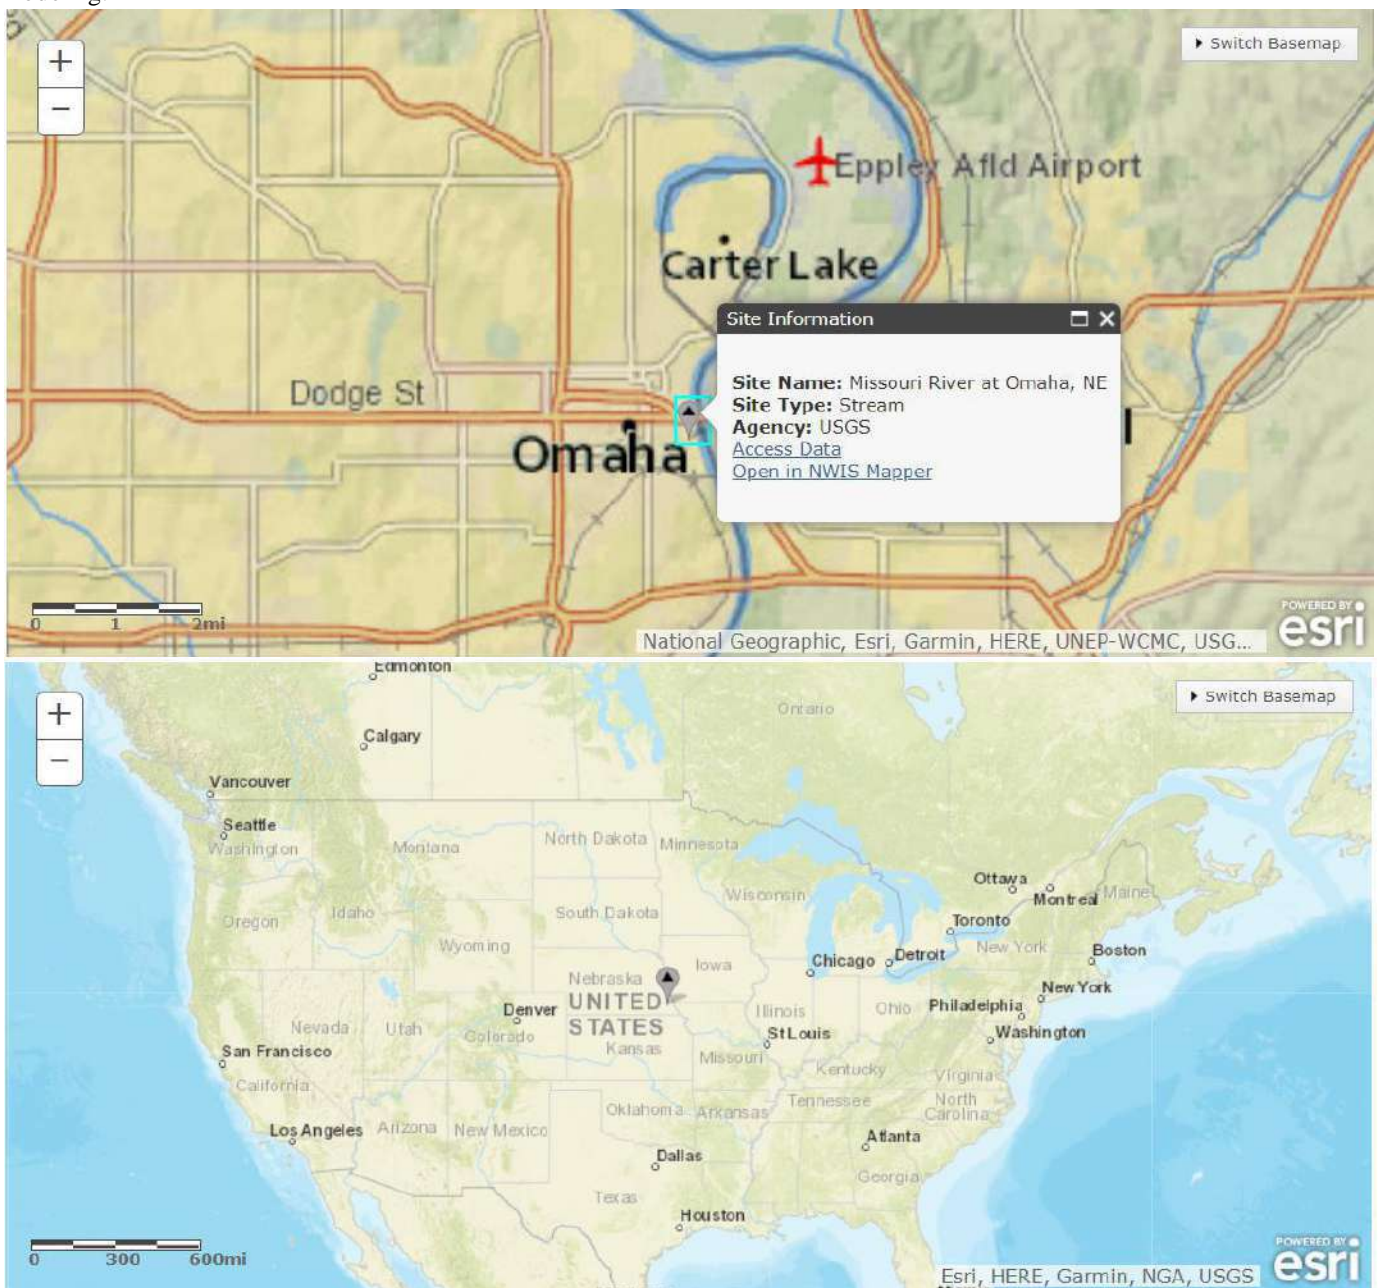 +
Switch Basemap
−
Eppley Afld Airport
Carter Lake
Site Information
Site Name: Missouri River at Omaha, NE
Dodge St
Site Type: Stream
Agency: USGS
Omaha
Access Data
Open in NWIS Mapper
0 1 2mi
POWERED BY
esri
National Geographic, Esri, Garmin, HERE, UNEP-WCMC, USG...
Edmonton
+
Switch Basemap
Ontario
Calgary
−
Vancouver
Seattle
Washington
Montana
North Dakota
Minnesota
Ottawa
Montreal
Maine
Wisconsin
Oregon
Idaho
South Dakota
Toronto
Wyoming
New York
Boston
Chicago
Detroit
Iowa
Nebraska
New York
UNITED
STATES
Denver
Illinois
Ohio
Philadelphia
Nevada
Utah
Colorado
St Louis
Washington
San Francisco
Kansas
Missouri
Kentucky
Virginia
California
Oklahoma
Arkansas
Tennessee
North
Carolina
Los Angeles
Arizona
New Mexico
Atlanta
Dallas
Georgia
Texas
Houston
0 300 600mi
POWERED BY
esri
Esri, HERE, Garmin, NGA, USGS